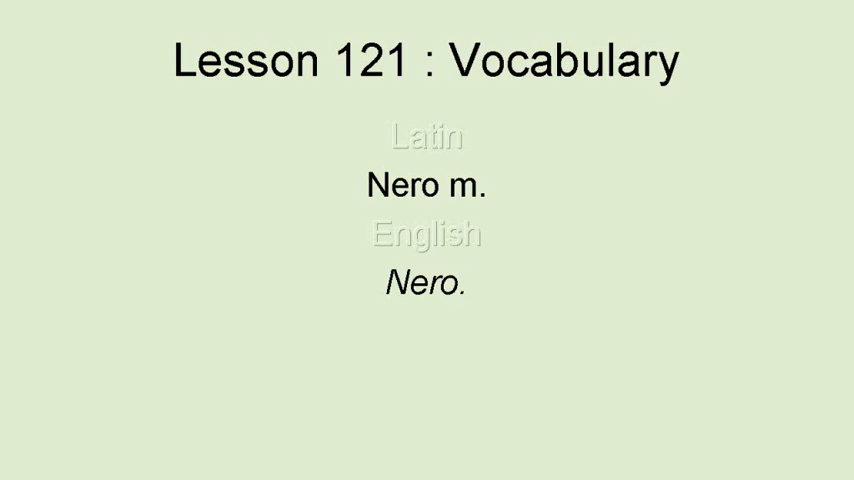 Lesson 121 : Vocabulary
Latin
Nero m.
English
Nero.